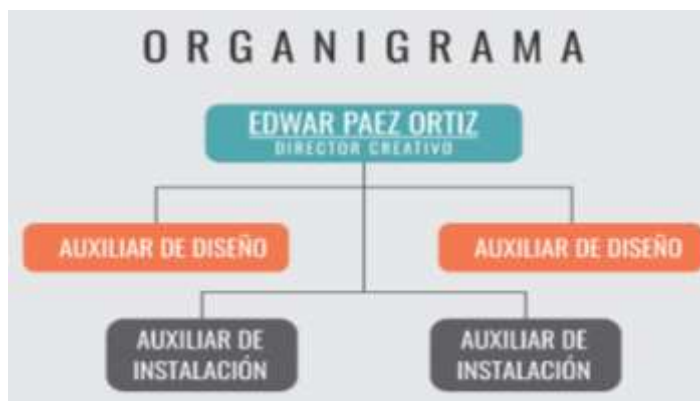 ORGANIGRAMA
EDWAR PAEZ ORTIZ
DIRECTOR CREATIVO
AUXILIAR DE DISEÑO
AUXILIAR DE DISEÑO
AUXILIAR DE
INSTALACIÓN
AUXILIAR DE
INSTALACIÓN